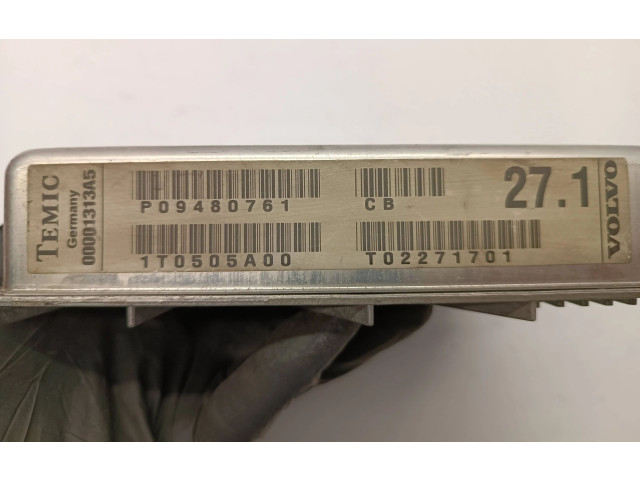 TEMIC
Germany
00001313A5
P09480761
CB
27.1
1T0505A00
T02271701
VOLVO